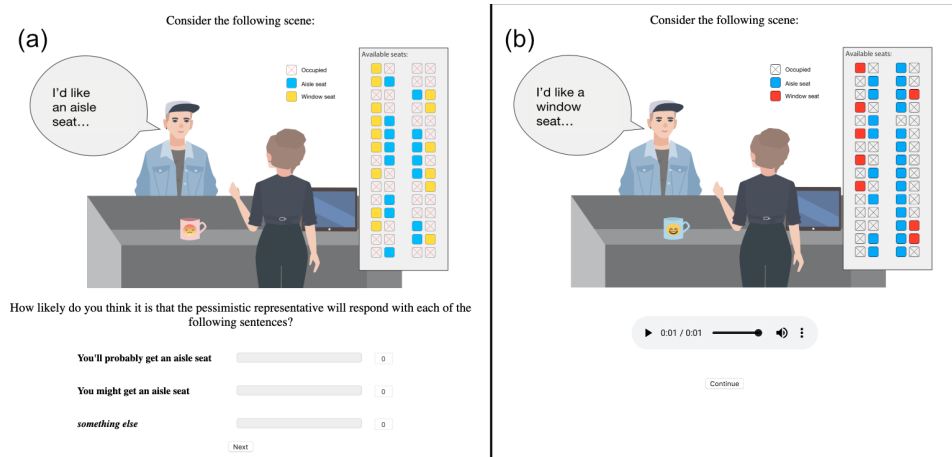 (a)
Consider the following scene:
I'd like
an aisle
seat...
Occupied
Aisle seat
Window seat
Available seats:
How likely do you think it is that the pessimistic representative will respond with each of the
following sentences?
You'll probably get an aisle seat
0
You might get an aisle seat
0
something else
0
Next
(b)
Consider the following scene:
I'd like a
window
seat...
Occupied
Aisle seat
Window seat
Available seats:
0:01 / 0:01
Continue